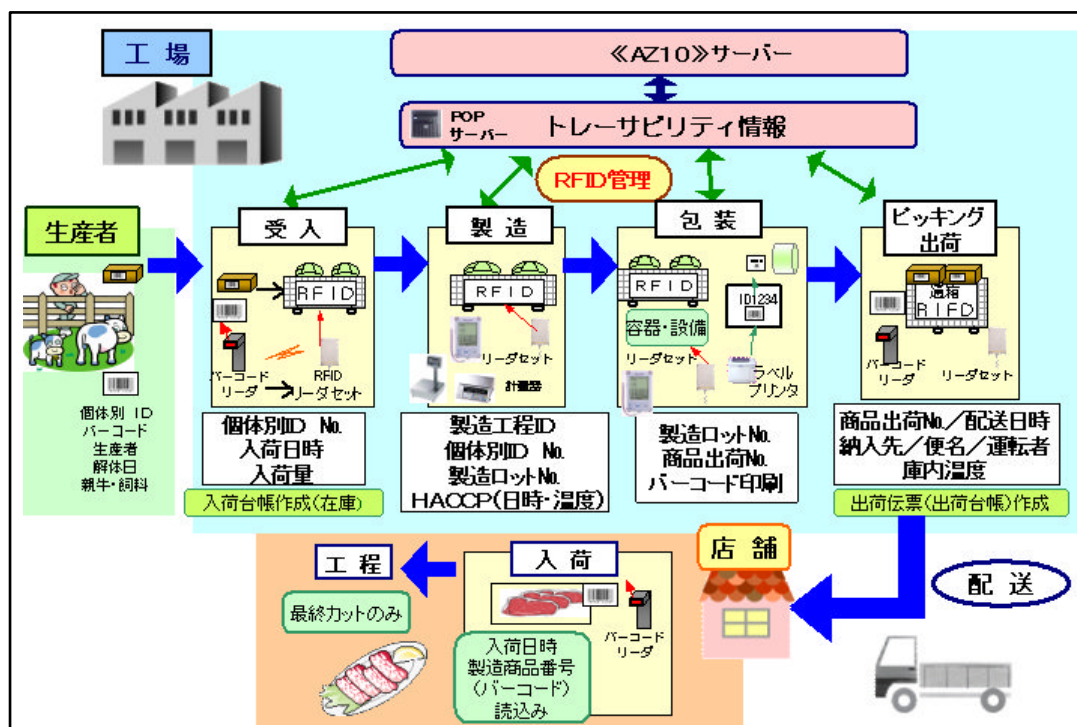 工 場
≪AZ10≫サーバー
POP
サーバー
トレーサビリティ情報
RFID管理
生産者
受 入
製 造
包 装
ピッキング
出荷
RFID
RFID
RFID
ID1234
通箱
RIFD
容器・設備
バーコード
リーダ
RFID
リーダセット
リーダセット
計量器
リーダセット
ラベル
プリンタ
バーコード
リーダ
リーダセット
個体別 ID
バーコード
生産者
解体日
親牛・飼料
個体別ID No.
入荷日時
入荷量
入荷台帳作成(在庫)
製造工程ID
個体別ID No.
製造ロットNo.
HACCP(日時・温度)
製造ロットNo.
商品出荷No.
バーコード印刷
商品出荷No./配送日時
納入先/便名/運転者
庫内温度
出荷伝票(出荷台帳)作成
店 舗
配 送
入 荷
工 程
最終カットのみ
バーコード
リーダ
入荷日時
製造商品番号
(バーコード)
読込み